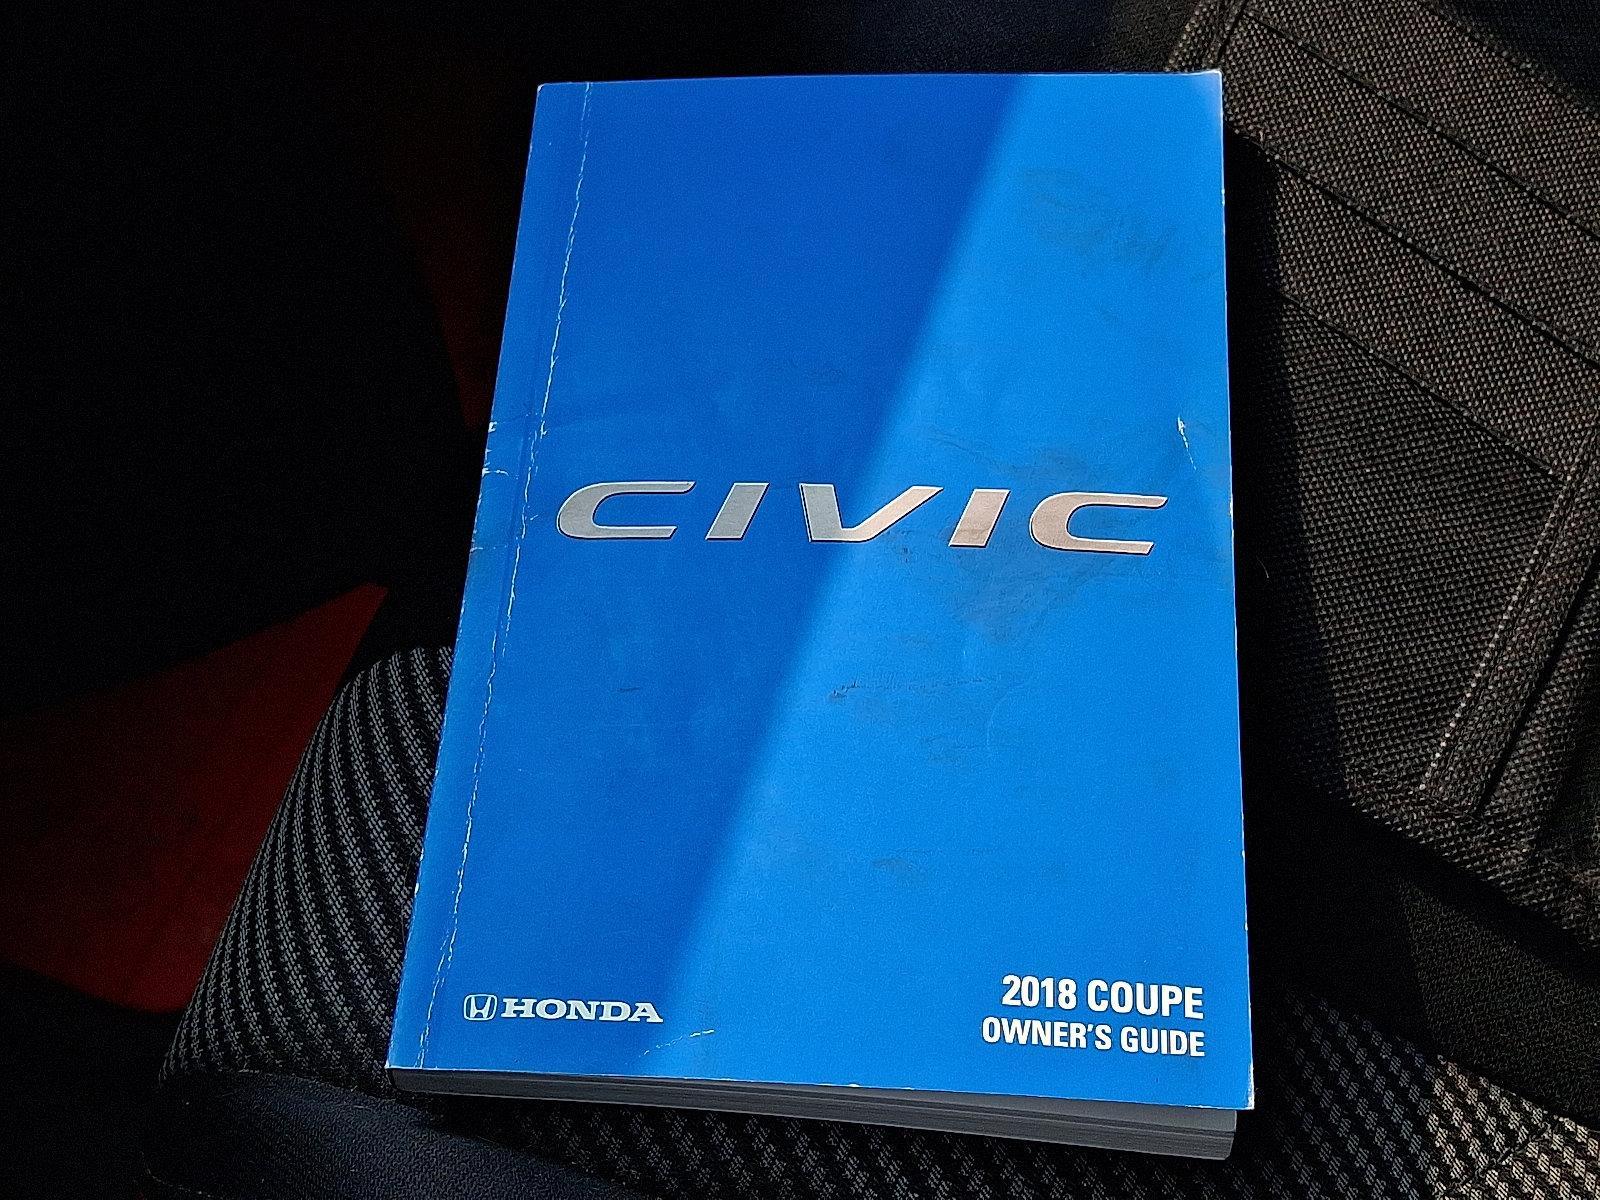 CIVIC
HONDA
2018 COUPE
OWNER'S GUIDE